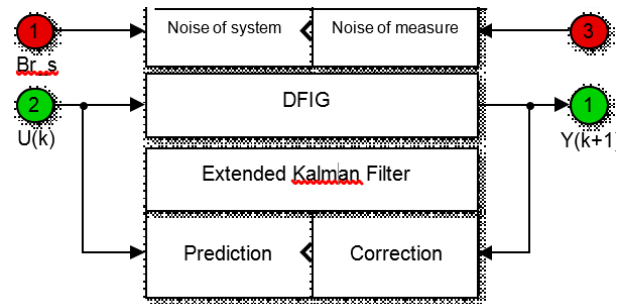 1 Noise of system Noise of measure 3
Br_s
2 DFIG 1
U(k) Y(k+1)
Extended Kalman Filter
Prediction Correction